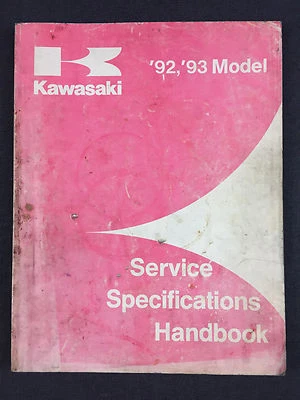 '92, '93 Model
Kawasaki
Service
Specifications
Handbook